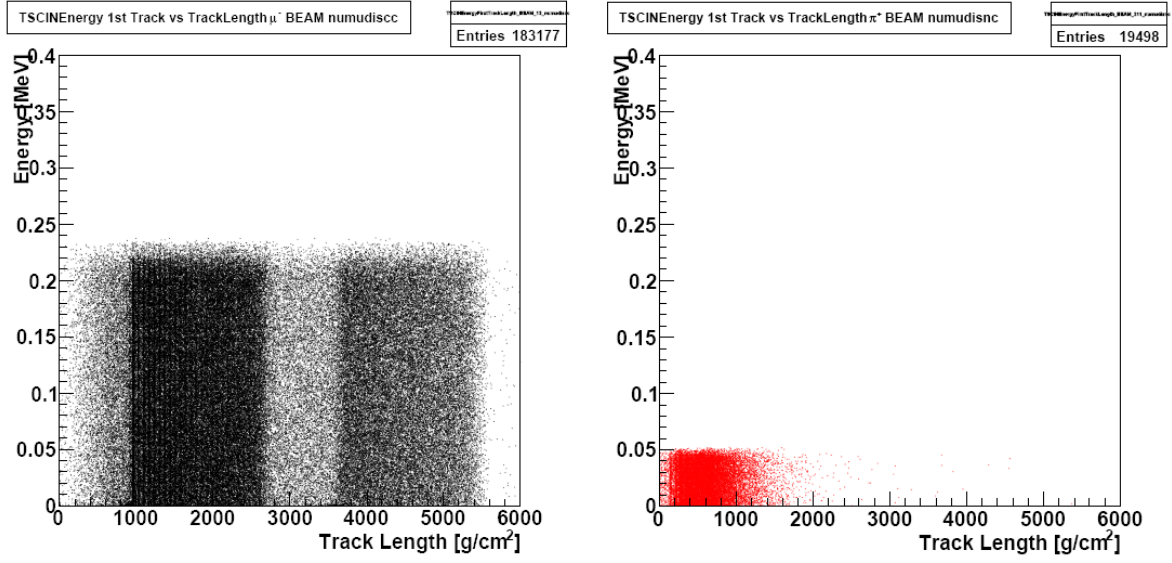 TSCINEnergy 1st Track vs TrackLength μ⁻ BEAM numudiscc
Entries 183177
Energy [MeV]
0.4
0.35
0.3
0.25
0.2
0.15
0.1
0.05
0
0 1000 2000 3000 4000 5000 6000
Track Length [g/cm²]
TSCINEnergy 1st Track vs TrackLength π⁺ BEAM numudisnc
Entries 19498
Energy [MeV]
0.4
0.35
0.3
0.25
0.2
0.15
0.1
0.05
0
0 1000 2000 3000 4000 5000 6000
Track Length [g/cm²]